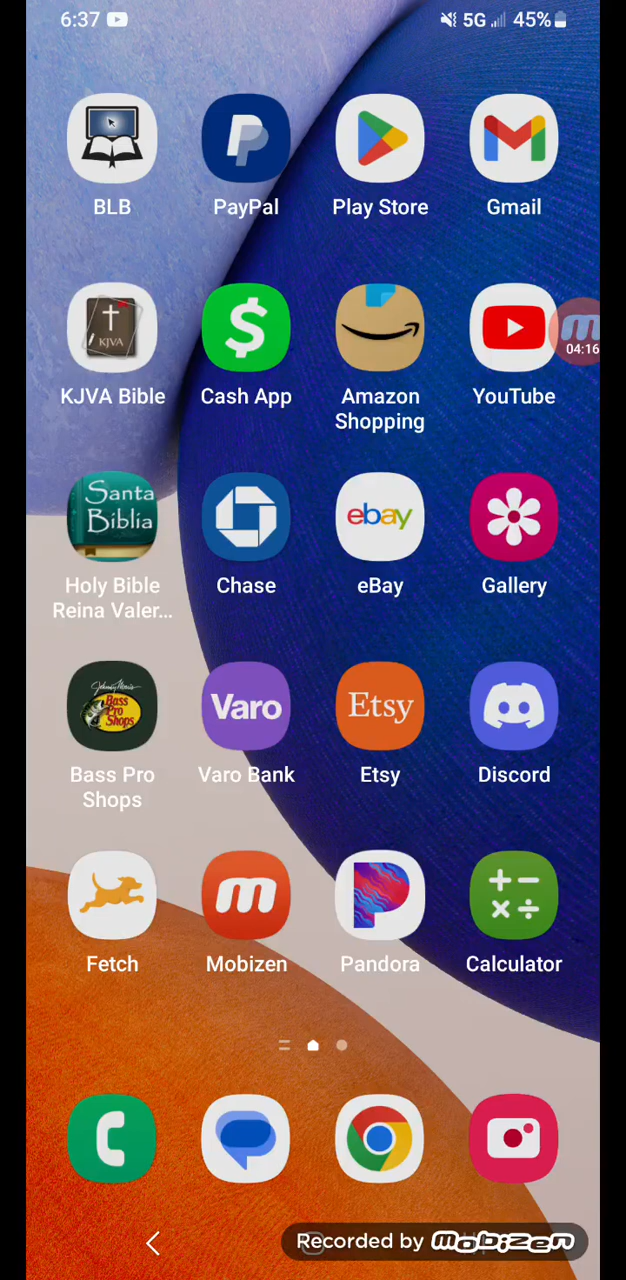 6:37
5G
45%
BLB
PayPal
Play Store
Gmail
KJVA
04:16
KJVA Bible
Cash App
Amazon
Shopping
YouTube
Santa
Biblia
ebay
Holy Bible
Reina Valer...
Chase
eBay
Gallery
Johnny Morris
Bass
Pro
Shops
Varo
Etsy
Bass Pro
Shops
Varo Bank
Etsy
Discord
Fetch
Mobizen
Pandora
Calculator
Recorded by mobizen